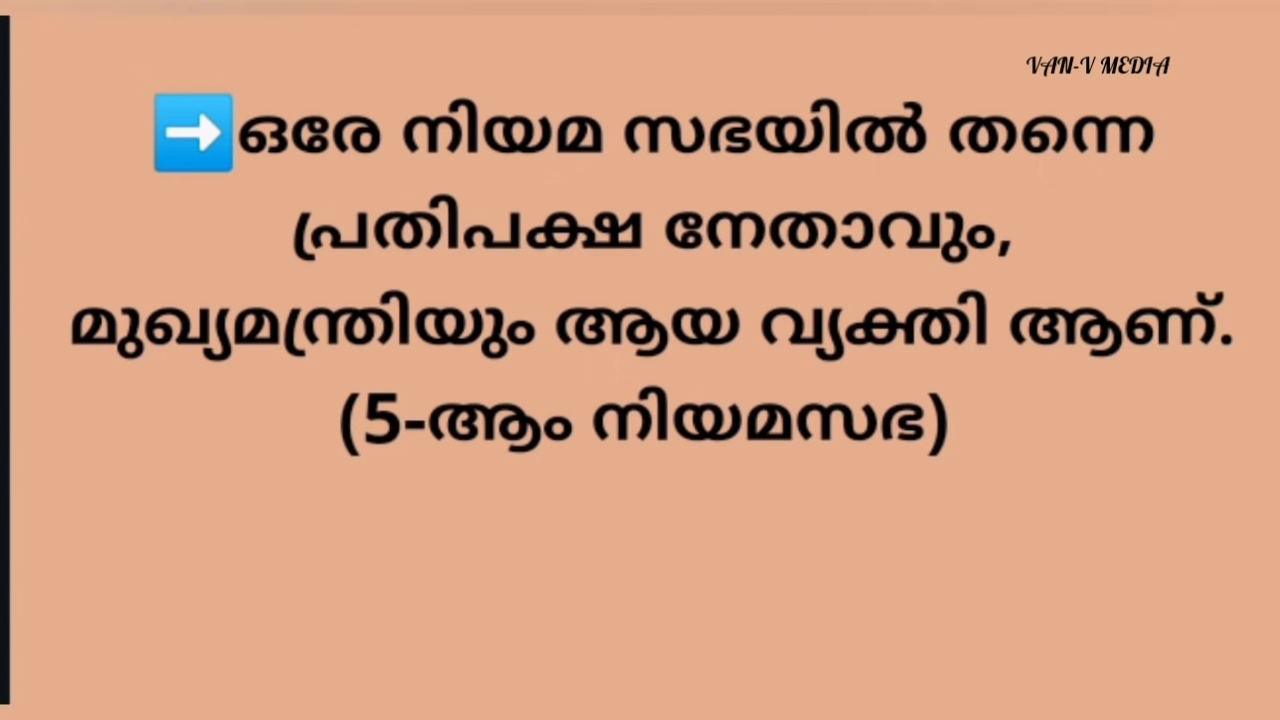 VAN-V MEDIA
➡️ഒരേ നിയമ സഭയിൽ തന്നെ
പ്രതിപക്ഷ നേതാവും,
മുഖ്യമന്ത്രിയും ആയ വ്യക്തി ആണ്.
(5-ആം നിയമസഭ)